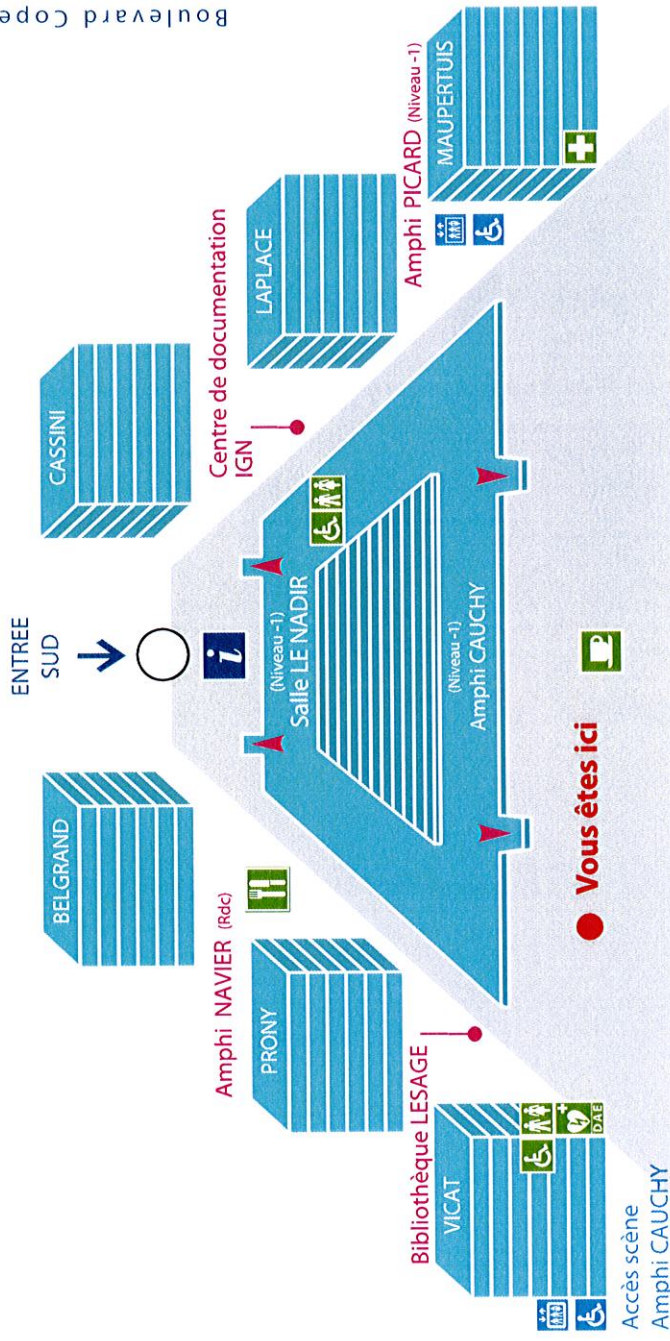 Boulevard Cope
ENTREE
SUD
BELGRAND
CASSINI
i
Amphi NAVIER (Rdc)
Centre de documentation
IGN
PRONY
LAPLACE
(Niveau -1)
Salle LE NADIR
Bibliothèque LESAGE
Amphi PICARD (Niveau -1)
VICAT
MAUPERTUIS
(Niveau -1)
Amphi CAUCHY
DAE
Vous êtes ici
Accès scène
Amphi CAUCHY